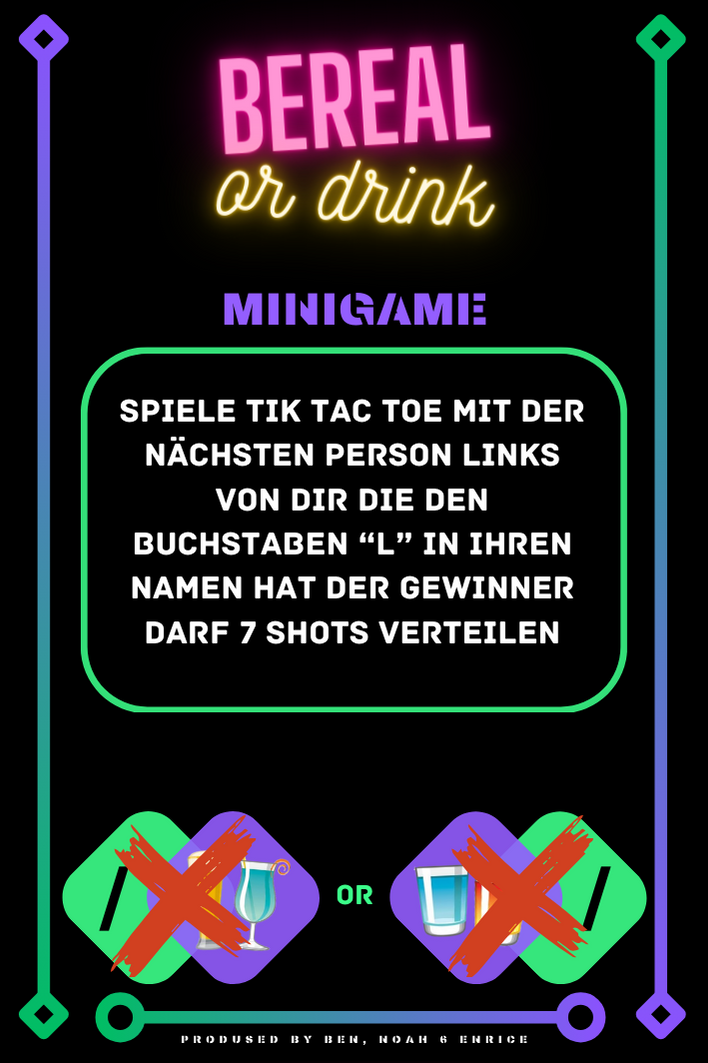 BEREAL
or drink
MINIGAME
SPIELE TIK TAC TOE MIT DER
NÄCHSTEN PERSON LINKS
VON DIR DIE DEN
BUCHSTABEN “L” IN IHREN
NAMEN HAT DER GEWINNER
DARF 7 SHOTS VERTEILEN
/ OR /
PRODUSED BY BEN, NOAH & ENRICE